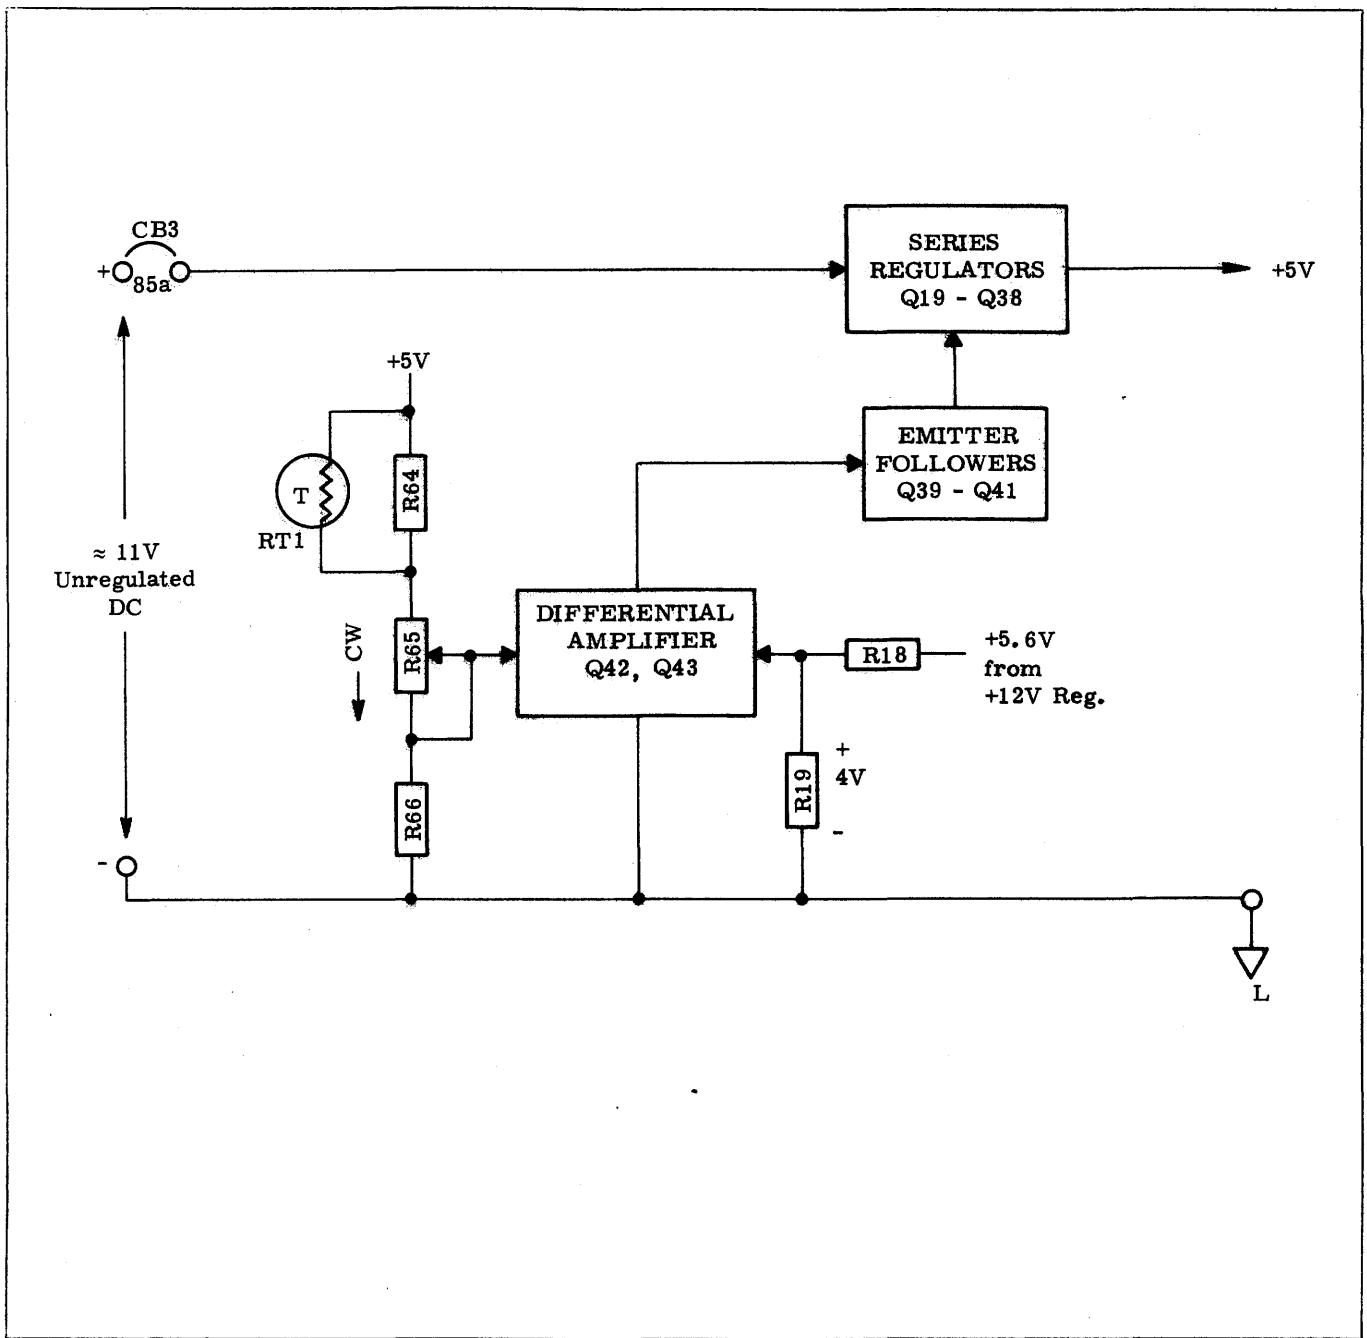 CB3
+
85a
SERIES
REGULATORS
Q19 - Q38
+5V
+5V
EMITTER
FOLLOWERS
Q39 - Q41
T
R64
RT1
≈ 11V
Unregulated
DC
CW
R65
DIFFERENTIAL
AMPLIFIER
Q42, Q43
R18
+5.6V
from
+12V Reg.
R66
R19
+
4V
-
-
L